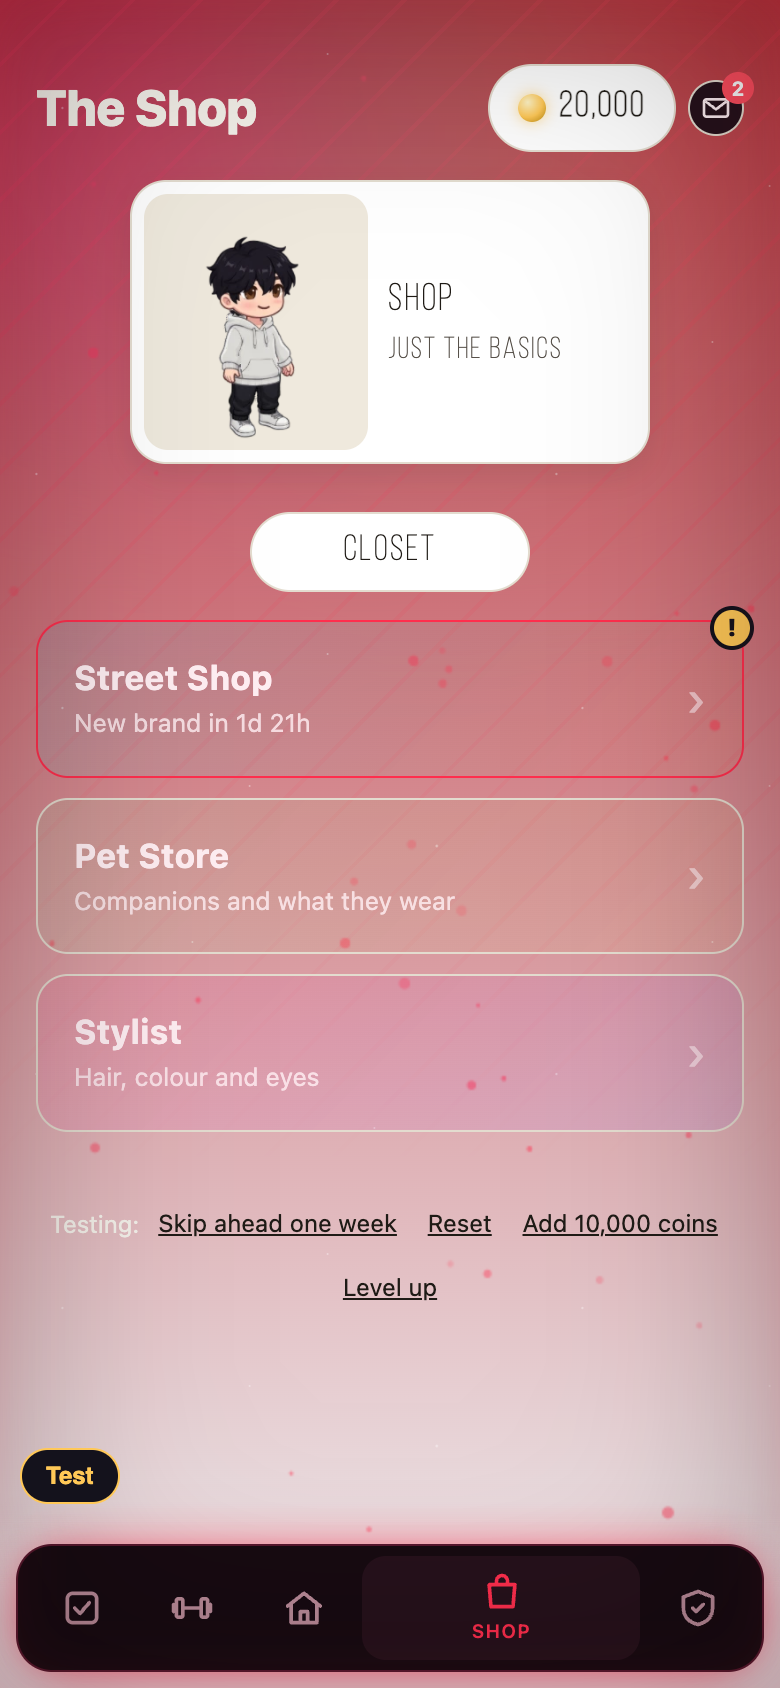 The Shop
20,000
2
SHOP
JUST THE BASICS
CLOSET
!
Street Shop
New brand in 1d 21h
Pet Store
Companions and what they wear
Stylist
Hair, colour and eyes
Testing: Skip ahead one week Reset Add 10,000 coins
Level up
Test
SHOP